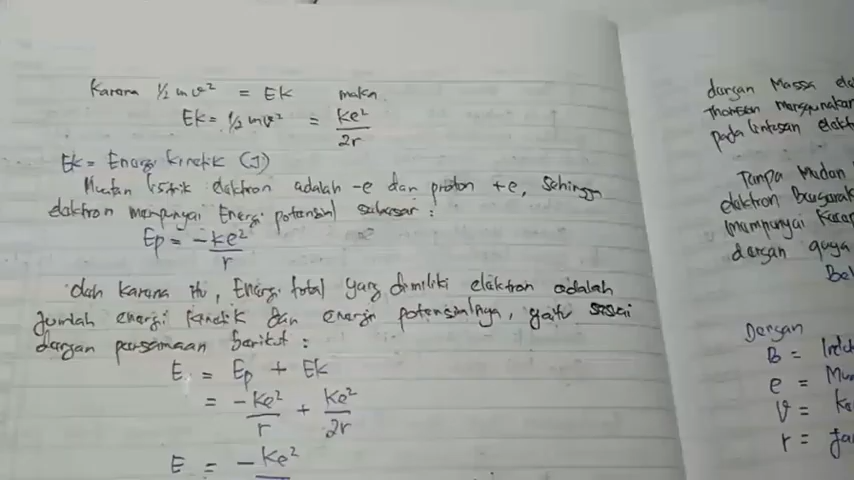 Karena ½ mv² = Ek maka
Ek = ½ mv² = ke²/2r
Ek = Energi kinetik (J)
Muatan listrik elektron adalah -e dan proton +e, sehingga
elektron mempunyai Energi potensial sebesar :
Ep = -ke²/r
Oleh karena itu, Energi total yang dimiliki elektron adalah
Jumlah energi kinetik dan energi potensialnya, yaitu sesuai
dengan persamaan berikut :
E = Ep + Ek
= -ke²/r + ke²/2r
E = -ke²
dengan Massa
Thomson menggunakan
pada lintasan
Tanpa Medan
elektron Bergerak
mempunyai
dengan gaya
Dengan
B =
e =
V =
r =